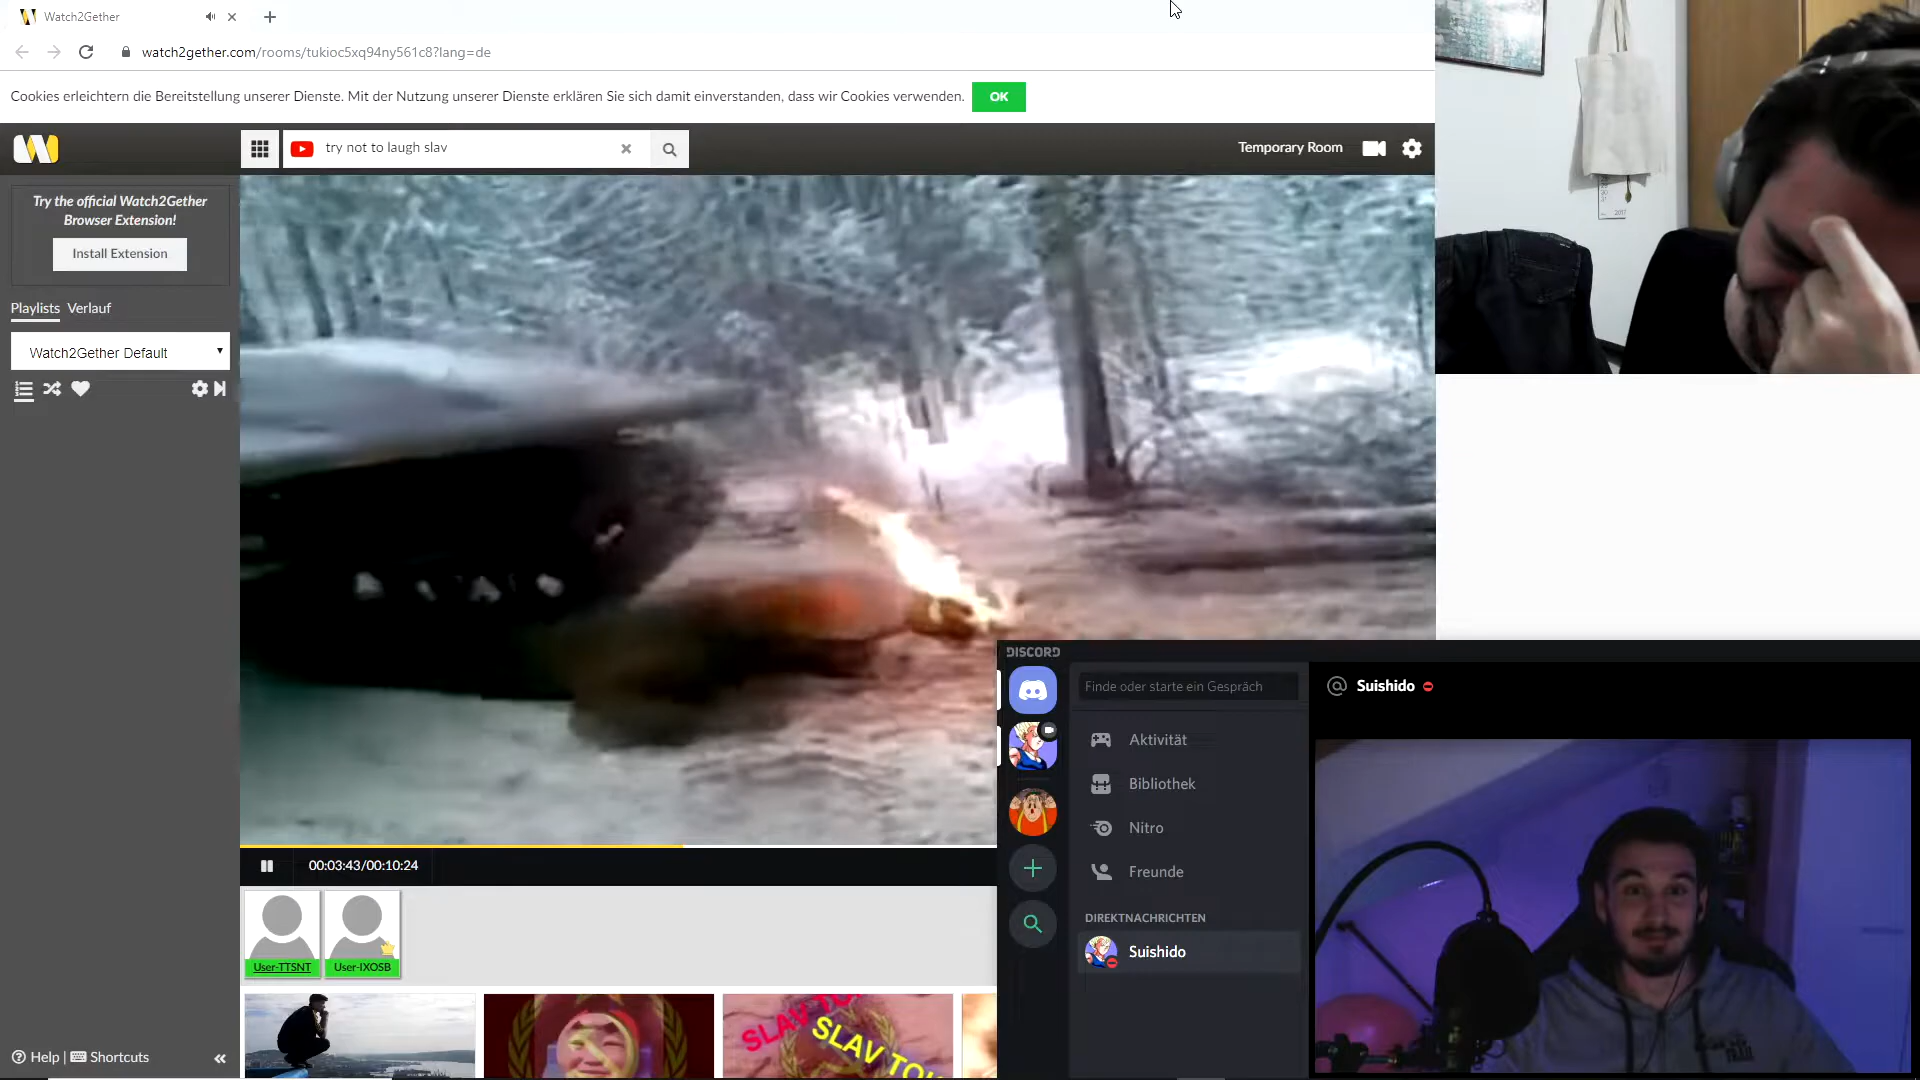 Watch2Gether
watch2gether.com/rooms/tukioc5xq94ny561c8?lang=de
Cookies erleichtern die Bereitstellung unserer Dienste. Mit der Nutzung unserer Dienste erklären Sie sich damit einverstanden, dass wir Cookies verwenden. OK
try not to laugh slav
Temporary Room
Try the official Watch2Gether
Browser Extension!
Install Extension
Playlists Verlauf
Watch2Gether Default
2017
00:03:43/00:10:24
User-TTSNT
User-IXOSB
SLAV
SLAV
Help | Shortcuts
DISCORD
Finde oder starte ein Gespräch
Aktivität
Bibliothek
Nitro
Freunde
DIREKTNACHRICHTEN
Suishido
@ Suishido